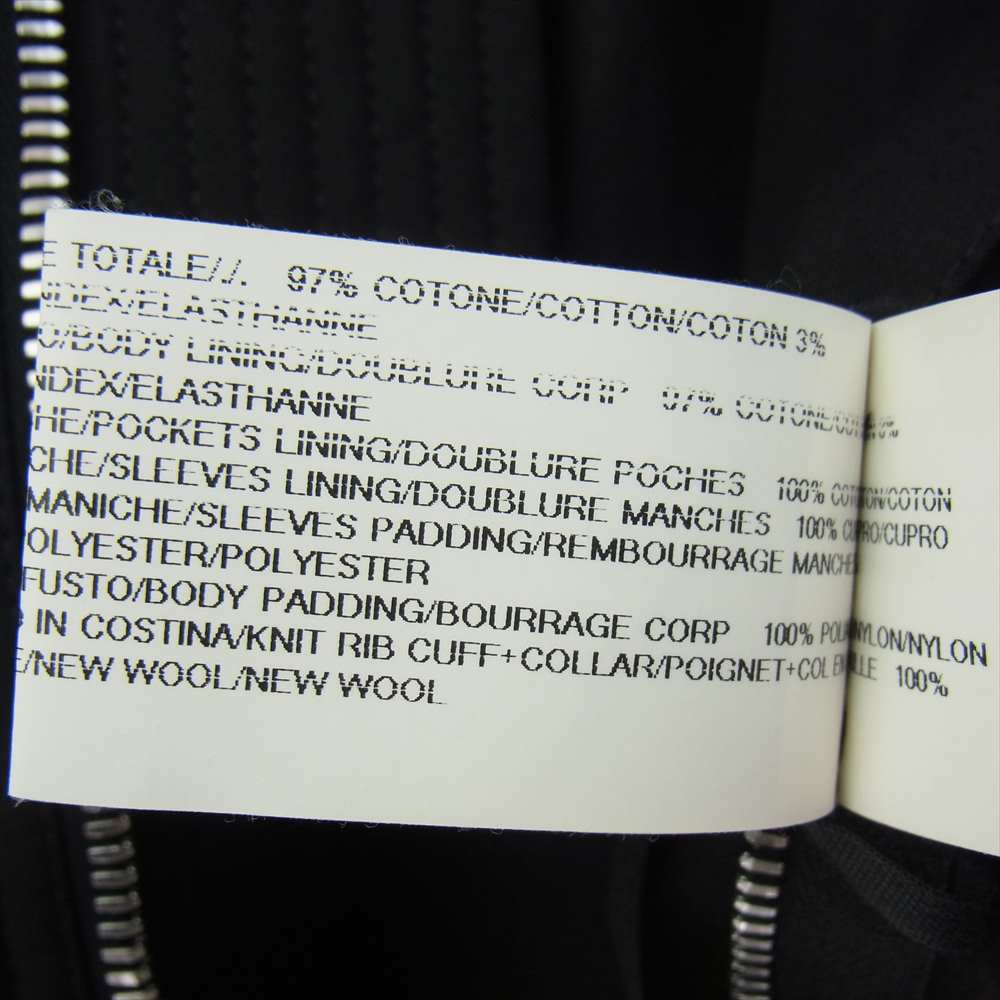 E TOTALE/./. 97% COTONE/COTTON/COTON 3%
NDEX/ELASTHANNE
O/BODY LINING/DOUBLURE CORP 97% COTONE/ 3%
NDEX/ELASTHANNE
HE/POCKETS LINING/DOUBLURE POCHES 100% COTON/COTON
CHE/SLEEVES LINING/DOUBLURE MANCHES 100% CUPRO/CUPRO
MANICHE/SLEEVES PADDING/REMBOURRAGE MANCHE
OLYESTER/POLYESTER
FUSTO/BODY PADDING/BOURRAGE CORP 100% NYLON/NYLON
IN COSTINA/KNIT RIB CUFF+COLLAR/POIGNET+COL 100%
E/NEW WOOL/NEW WOOL